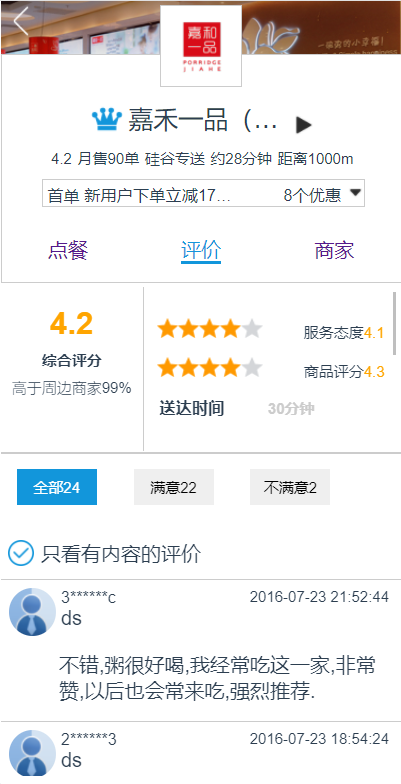 一碗粥的小幸福!
嘉和
一品
PORRIDGE
JIAHE
嘉禾一品（...
4.2 月售90单 硅谷专送 约28分钟 距离1000m
首单 新用户下单立减17... 8个优惠
点餐 评价 商家
4.2
综合评分
高于周边商家99%
服务态度4.1
商品评分4.3
送达时间 30分钟
全部24 满意22 不满意2
只看有内容的评价
3******c 2016-07-23 21:52:44
ds
不错,粥很好喝,我经常吃这一家,非常
赞,以后也会常来吃,强烈推荐.
2******3 2016-07-23 18:54:24
ds